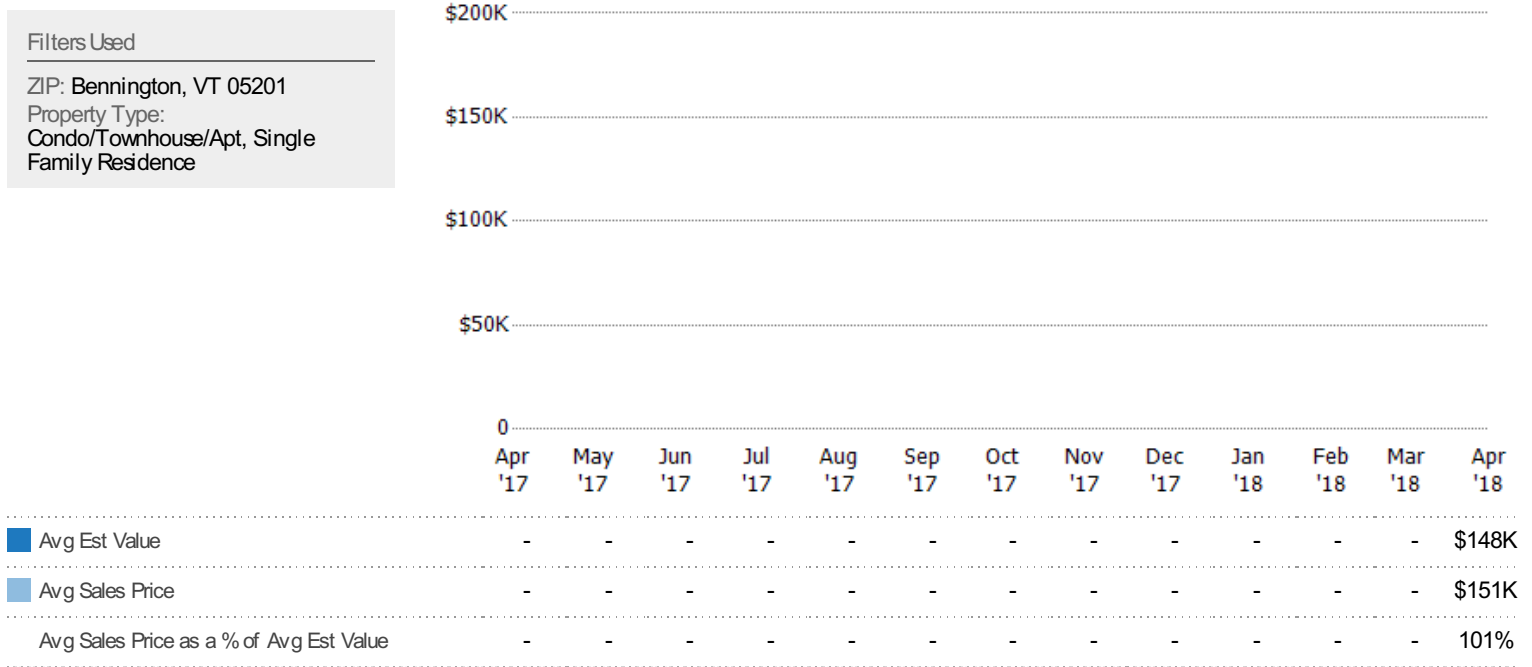 Filters Used
ZIP: Bennington, VT 05201
Property Type:
Condo/Townhouse/Apt, Single
Family Residence
$200K
$150K
$100K
$50K
0
Apr May Jun Jul Aug Sep Oct Nov Dec Jan Feb Mar Apr
'17 '17 '17 '17 '17 '17 '17 '17 '17 '18 '18 '18 '18
Avg Est Value - - - - - - - - - - - - $148K
Avg Sales Price - - - - - - - - - - - - $151K
Avg Sales Price as a % of Avg Est Value - - - - - - - - - - - - 101%